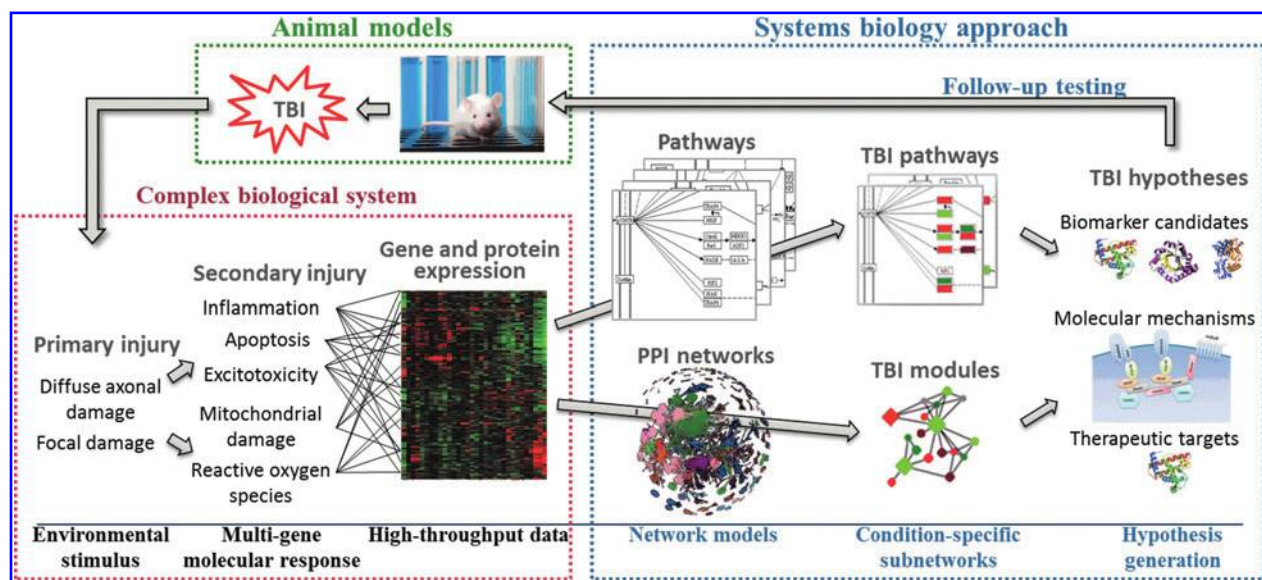 Animal models
Systems biology approach
TBI
Follow-up testing
Complex biological system
Primary injury
Diffuse axonal
damage
Focal damage
Secondary injury
Inflammation
Apoptosis
Excitotoxicity
Mitochondrial
damage
Reactive oxygen
species
Gene and protein
expression
Pathways
PPI networks
TBI pathways
TBI modules
TBI hypotheses
Biomarker candidates
Molecular mechanisms
Therapeutic targets
Environmental
stimulus
Multi-gene
molecular response
High-throughput data
Network models
Condition-specific
subnetworks
Hypothesis
generation